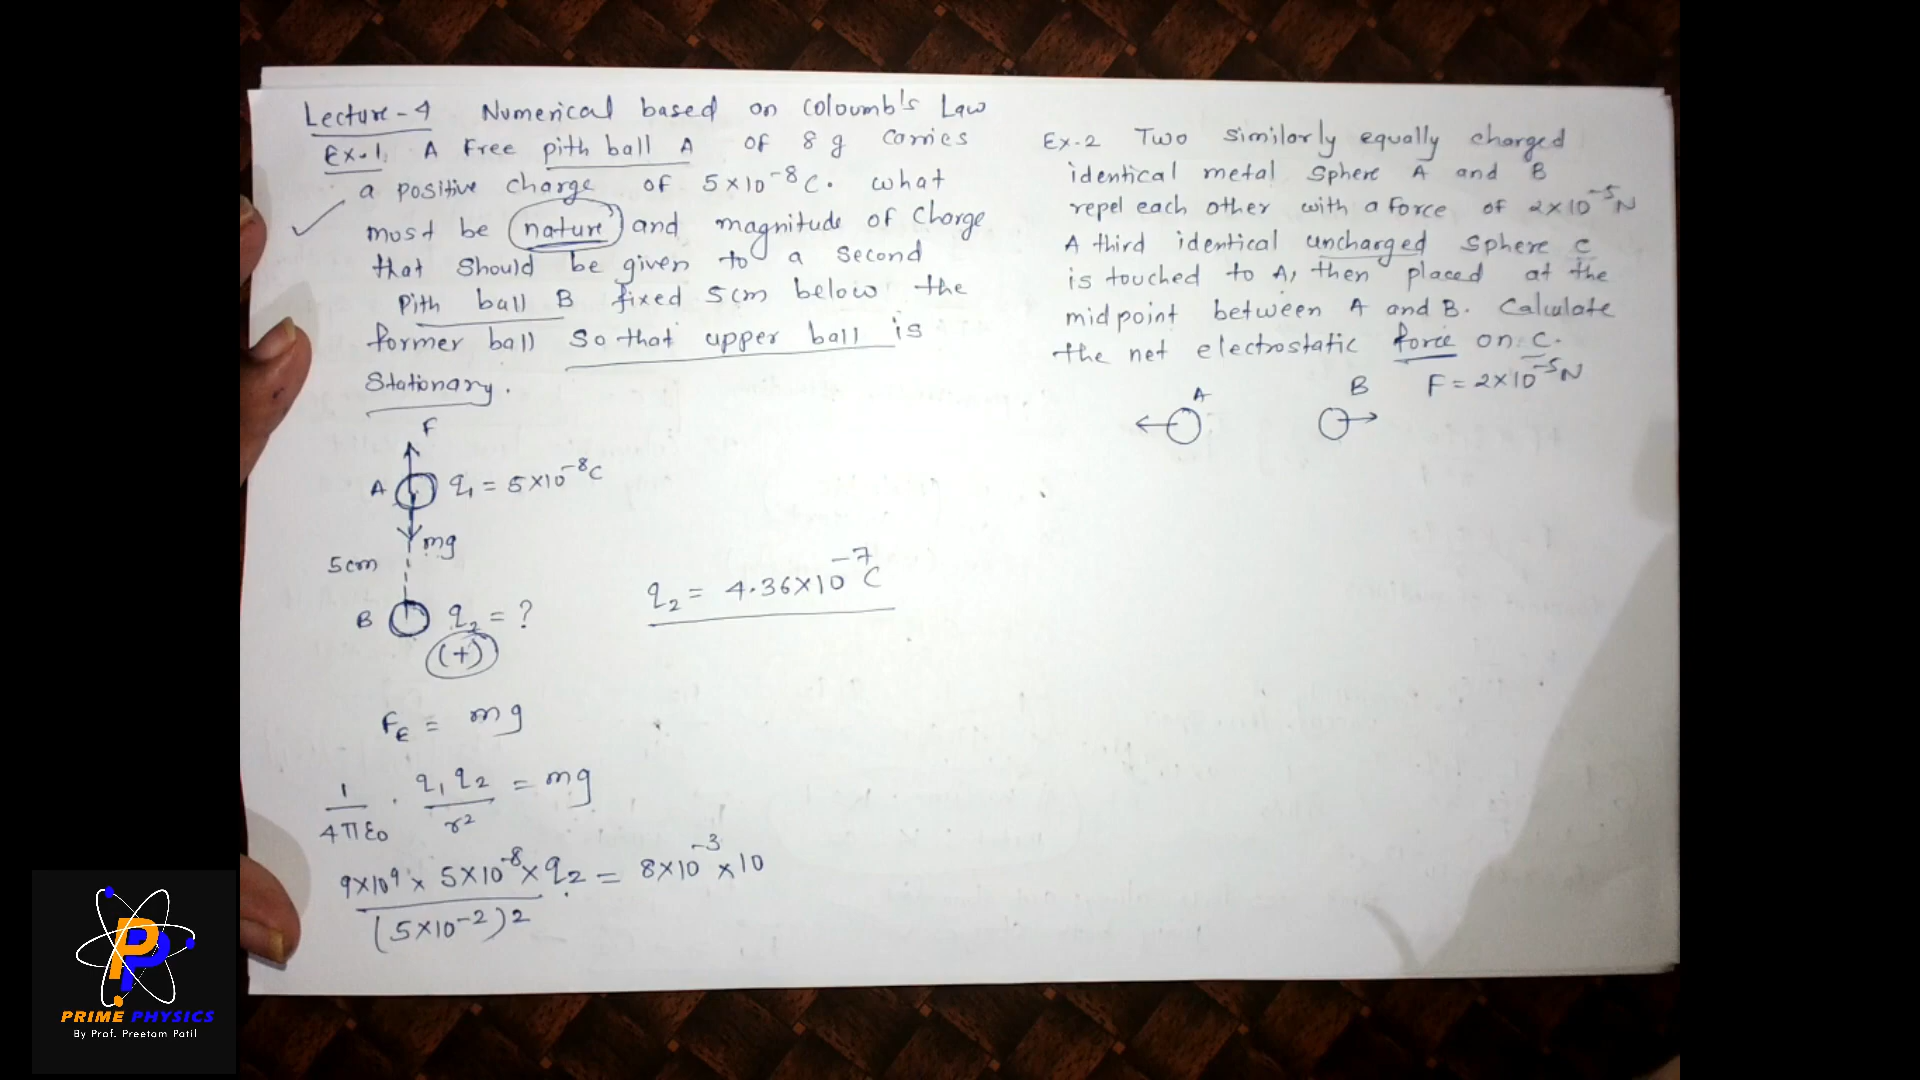 Lecture-4 Numerical based on Coloumb's Law
Ex.1. A Free pith ball A of 8 g carries
a positive charge of 5×10⁻⁸C. what
must be nature and magnitude of Charge
that should be given to a second
Pith ball B fixed 5cm below the
former ball so that upper ball is
Stationary.
F
A q₁ = 5×10⁻⁸C
mg
5cm
B q₂ = ?
(+)
q₂ = 4.36×10⁻⁷C
F_E = mg
1/4πε₀ · q₁q₂/r² = mg
9×10⁹ × 5×10⁻⁸ × q₂ = 8×10⁻³ × 10
(5×10⁻²)²
Ex.2 Two similarly equally charged
identical metal sphere A and B
repel each other with a force of 2×10⁻⁵N
A third identical uncharged sphere C
is touched to A, then placed at the
midpoint between A and B. Calculate
the net electrostatic force on C.
A B F = 2×10⁻⁵N
PRIME PHYSICS
By Prof. Preetam Patil